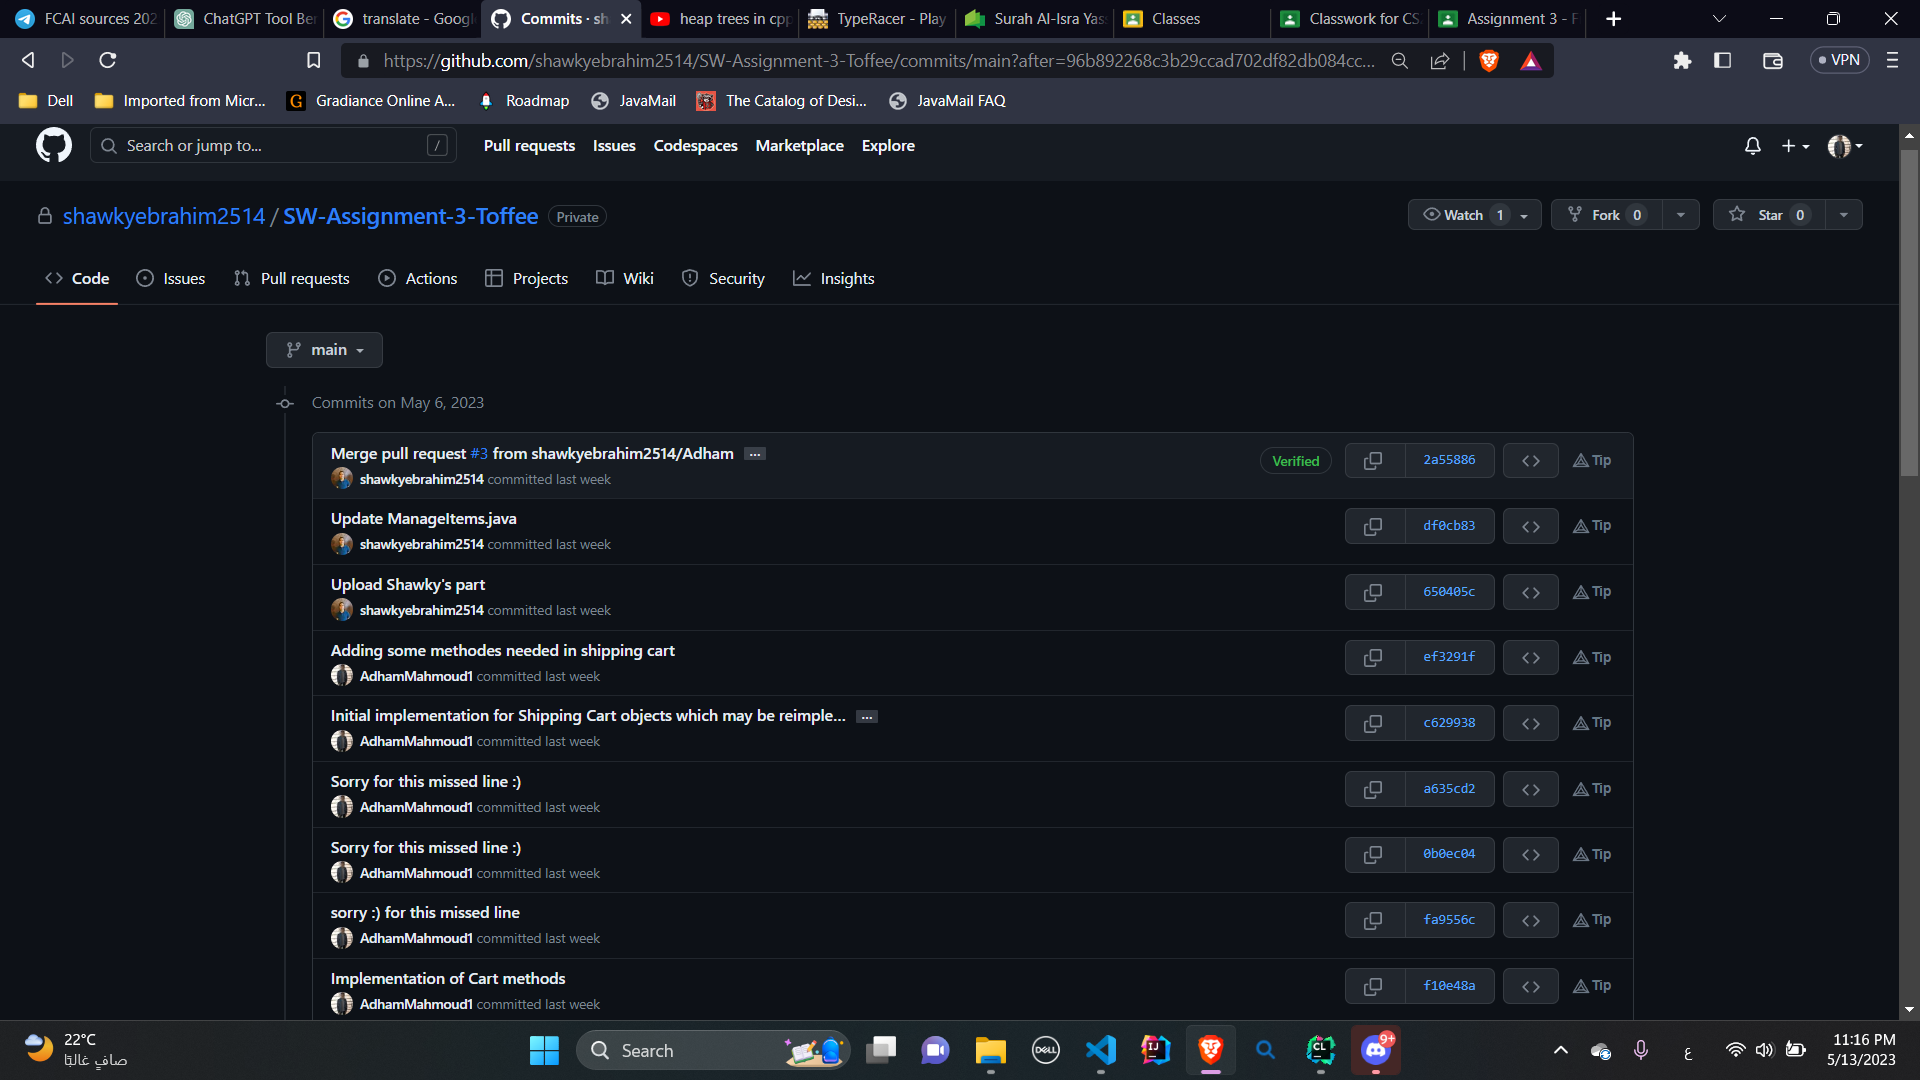 FCAI sources 202
ChatGPT Tool Ber
translate - Googl
Commits · sh
heap trees in cpp
TypeRacer - Play
Surah Al-Isra Yas
Classes
Classwork for CS
Assignment 3 - F
https://github.com/shawkyebrahim2514/SW-Assignment-3-Toffee/commits/main?after=96b892268c3b29ccad702df82db084cc...
VPN
Dell
Imported from Micr...
G
Gradiance Online A...
Roadmap
JavaMail
The Catalog of Desi...
JavaMail FAQ
Search or jump to...
/
Pull requests
Issues
Codespaces
Marketplace
Explore
shawkyebrahim2514 / SW-Assignment-3-Toffee
Private
Watch 1
Fork 0
Star 0
Code
Issues
Pull requests
Actions
Projects
Wiki
Security
Insights
main
Commits on May 6, 2023
Merge pull request #3 from shawkyebrahim2514/Adham ...
shawkyebrahim2514 committed last week
Verified
2a55886
Tip
Update ManageItems.java
shawkyebrahim2514 committed last week
df0cb83
Tip
Upload Shawky's part
shawkyebrahim2514 committed last week
650405c
Tip
Adding some methodes needed in shipping cart
AdhamMahmoud1 committed last week
ef3291f
Tip
Initial implementation for Shipping Cart objects which may be reimple... ...
AdhamMahmoud1 committed last week
c629938
Tip
Sorry for this missed line :)
AdhamMahmoud1 committed last week
a635cd2
Tip
Sorry for this missed line :)
AdhamMahmoud1 committed last week
0b0ec04
Tip
sorry :) for this missed line
AdhamMahmoud1 committed last week
fa9556c
Tip
Implementation of Cart methods
AdhamMahmoud1 committed last week
f10e48a
Tip
22°C
صافٍ غالبًا
Search
DELL
IJ
CL
9+
ع
11:16 PM
5/13/2023